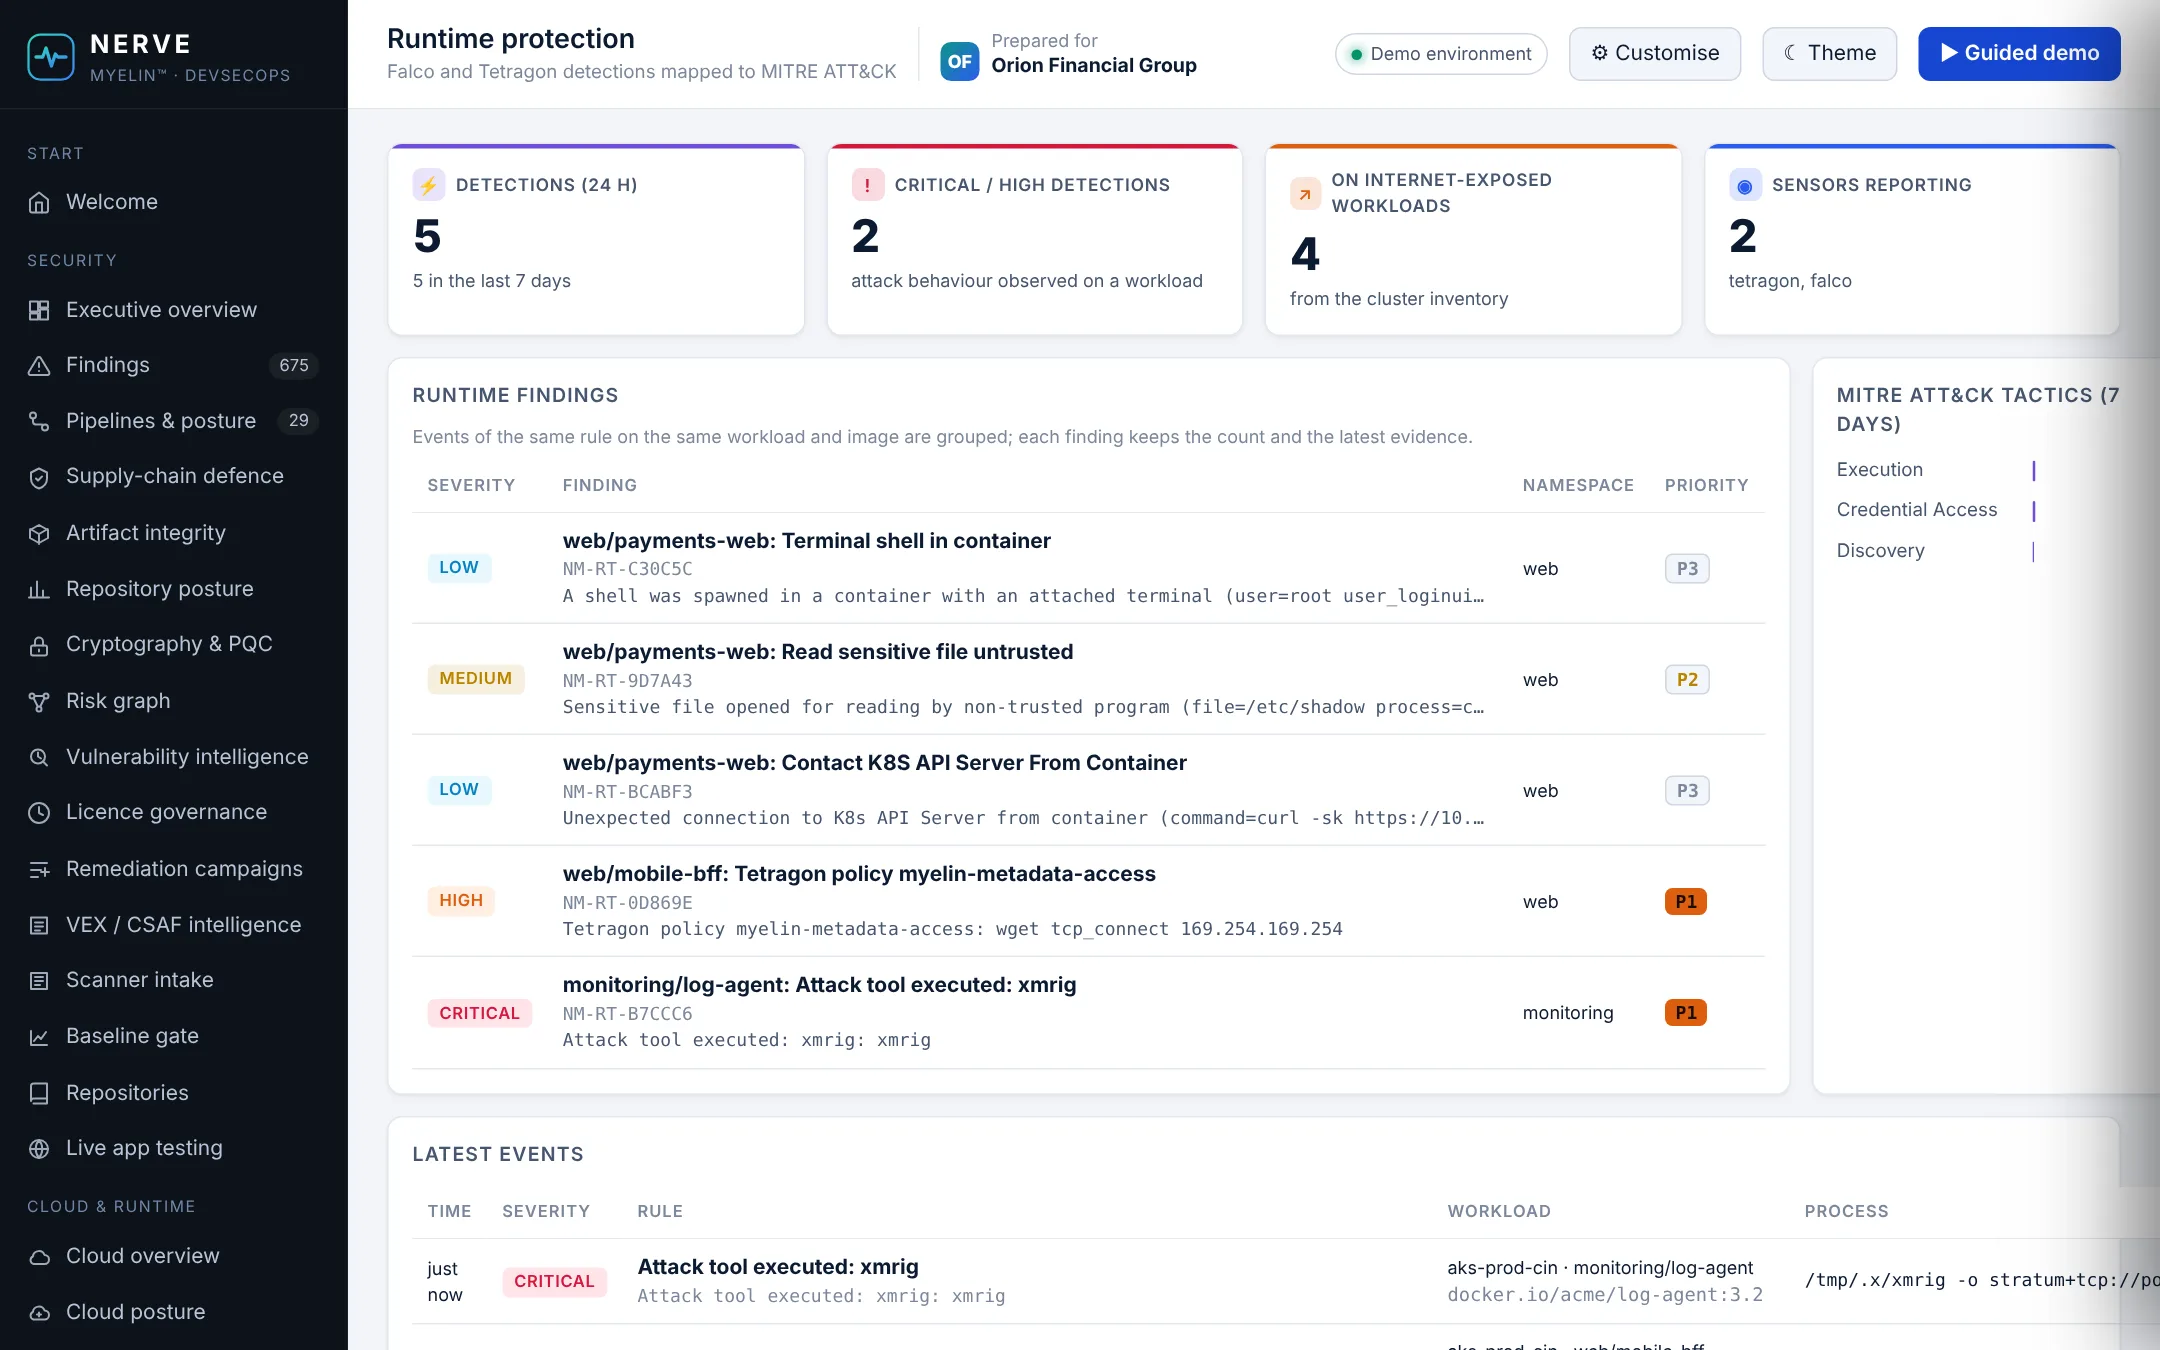 NERVE
MYELIN™ · DEVSECOPS
START
Welcome
SECURITY
Executive overview
Findings 675
Pipelines & posture 29
Supply-chain defence
Artifact integrity
Repository posture
Cryptography & PQC
Risk graph
Vulnerability intelligence
Licence governance
Remediation campaigns
VEX / CSAF intelligence
Scanner intake
Baseline gate
Repositories
Live app testing
CLOUD & RUNTIME
Cloud overview
Cloud posture
Runtime protection
Falco and Tetragon detections mapped to MITRE ATT&CK
OF
Prepared for
Orion Financial Group
Demo environment
⚙ Customise
☾ Theme
▶ Guided demo
⚡ DETECTIONS (24 H)
5
5 in the last 7 days
! CRITICAL / HIGH DETECTIONS
2
attack behaviour observed on a workload
↗ ON INTERNET-EXPOSED
WORKLOADS
4
from the cluster inventory
◉ SENSORS REPORTING
2
tetragon, falco
RUNTIME FINDINGS
Events of the same rule on the same workload and image are grouped; each finding keeps the count and the latest evidence.
SEVERITY FINDING NAMESPACE PRIORITY
web/payments-web: Terminal shell in container
LOW NM-RT-C30C5C web P3
A shell was spawned in a container with an attached terminal (user=root user_loginui…
web/payments-web: Read sensitive file untrusted
MEDIUM NM-RT-9D7A43 web P2
Sensitive file opened for reading by non-trusted program (file=/etc/shadow process=c…
web/payments-web: Contact K8S API Server From Container
LOW NM-RT-BCABF3 web P3
Unexpected connection to K8s API Server from container (command=curl -sk https://10.…
web/mobile-bff: Tetragon policy myelin-metadata-access
HIGH NM-RT-0D869E web P1
Tetragon policy myelin-metadata-access: wget tcp_connect 169.254.169.254
monitoring/log-agent: Attack tool executed: xmrig
CRITICAL NM-RT-B7CCC6 monitoring P1
Attack tool executed: xmrig: xmrig
MITRE ATT&CK TACTICS (7
DAYS)
Execution
Credential Access
Discovery
LATEST EVENTS
TIME SEVERITY RULE WORKLOAD PROCESS
just
now
CRITICAL
Attack tool executed: xmrig
Attack tool executed: xmrig: xmrig
aks-prod-cin · monitoring/log-agent
docker.io/acme/log-agent:3.2
/tmp/.x/xmrig -o stratum+tcp://po
aks-prod-cin · web/mobile-bff